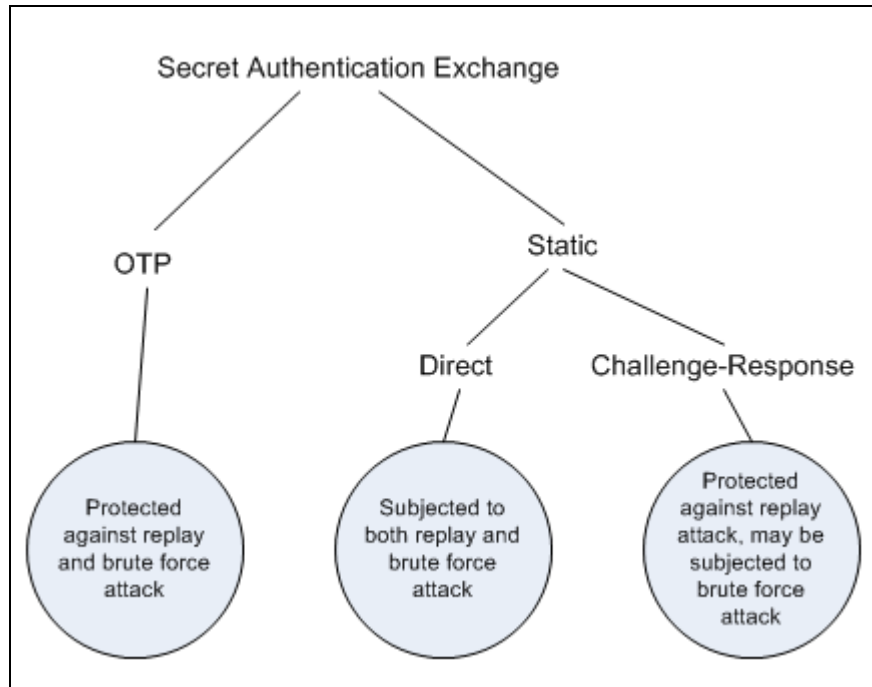 Secret Authentication Exchange
OTP
Static
Direct
Challenge-Response
Protected
against replay
and brute force
attack
Subjected to
both replay and
brute force
attack
Protected
against replay
attack, may be
subjected to
brute force
attack